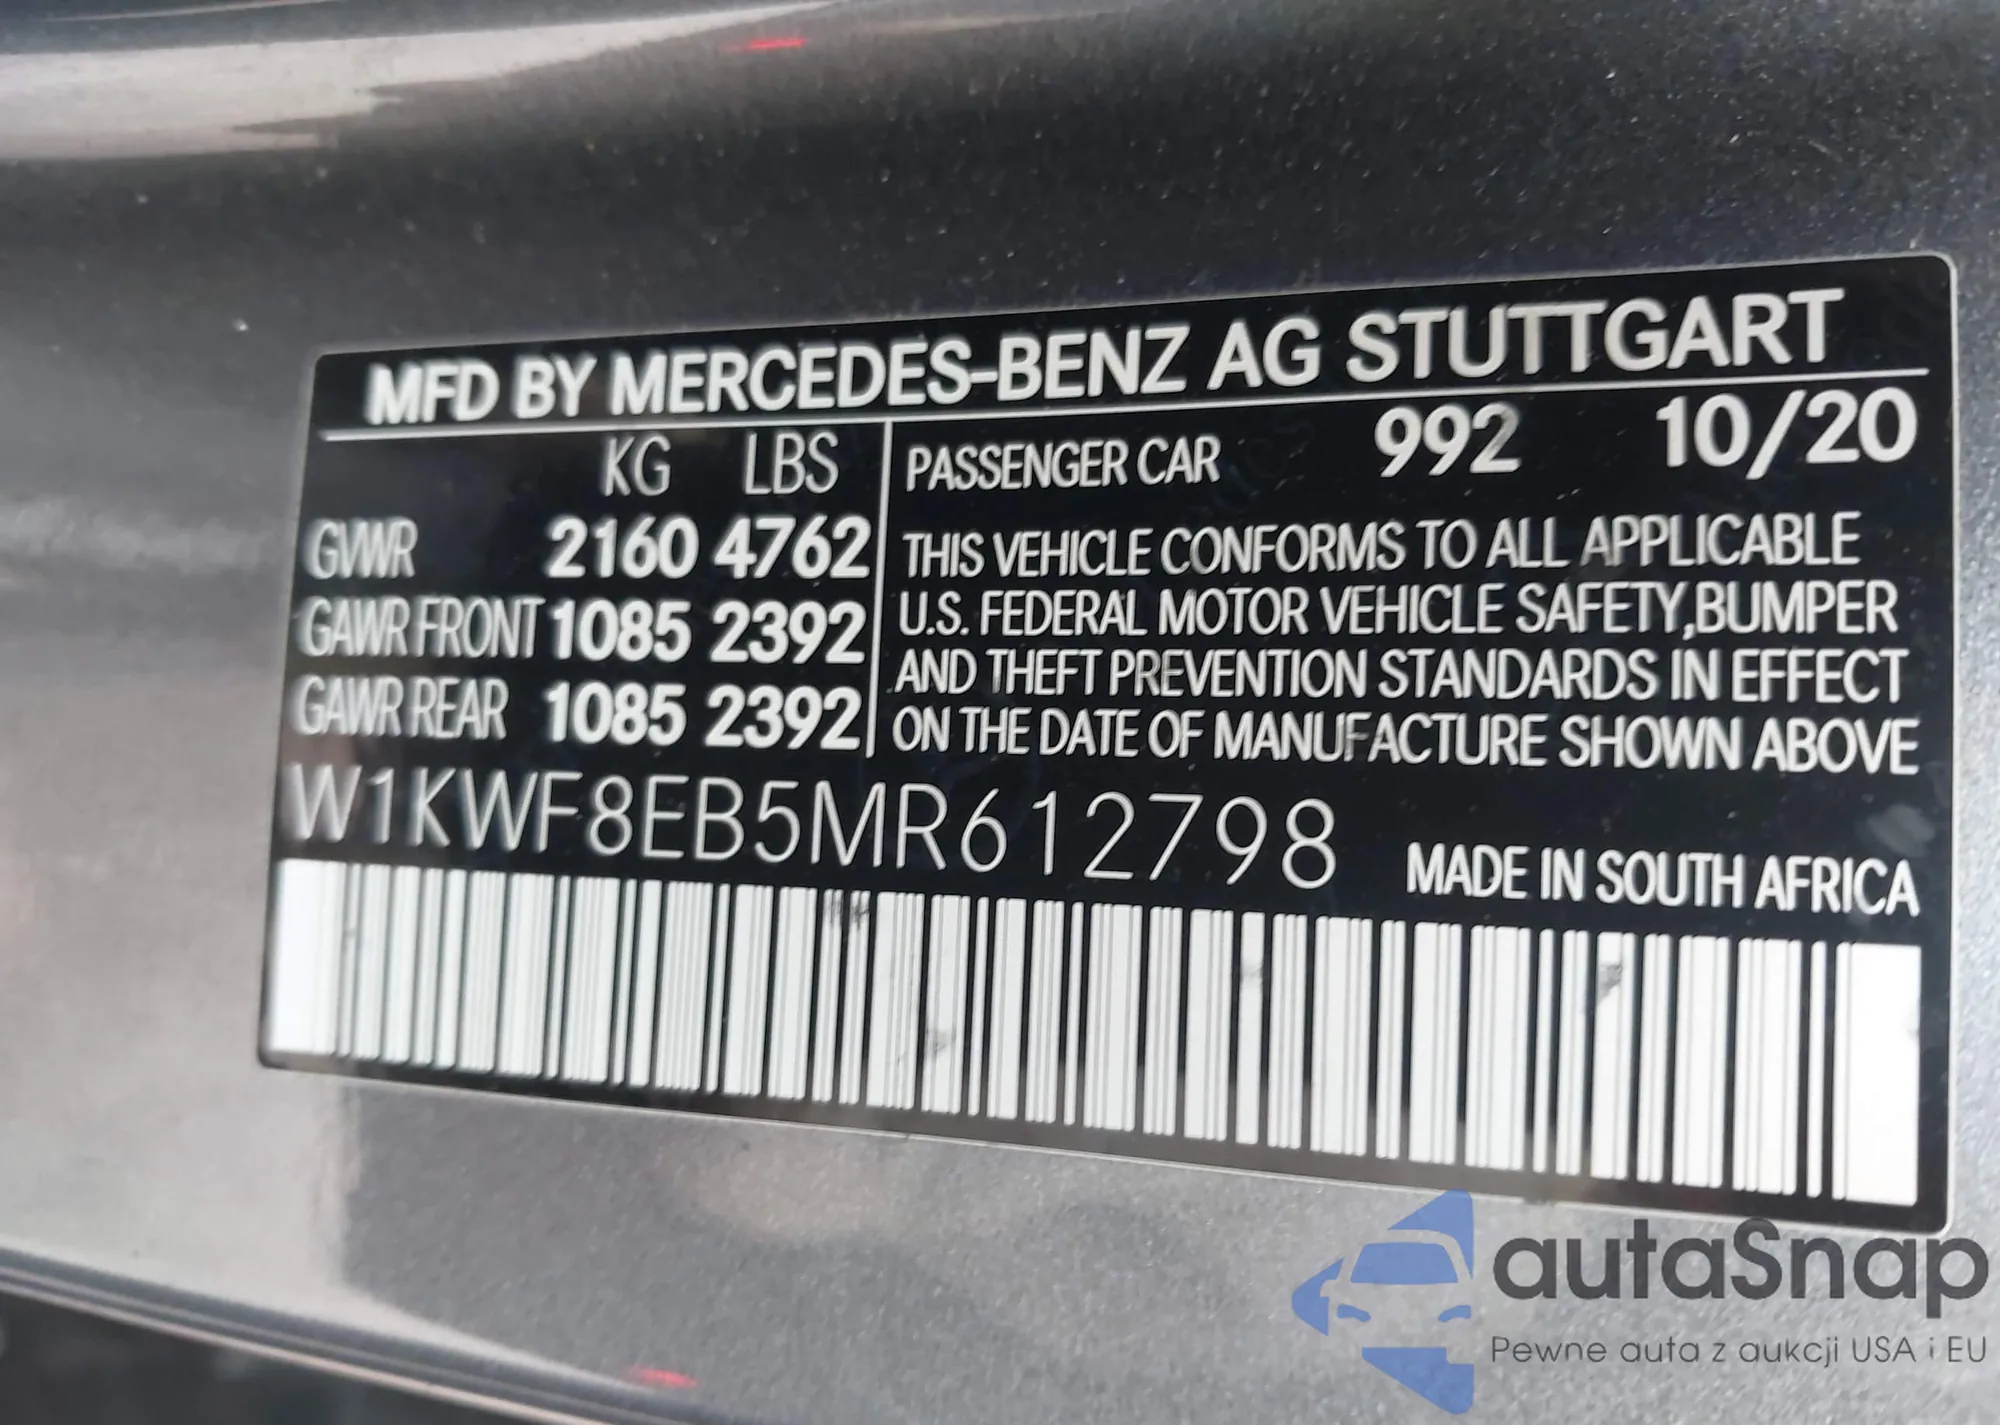 MFD BY MERCEDES-BENZ AG STUTTGART
KG LBS
GVWR 2160 4762
GAWR FRONT 1085 2392
GAWR REAR 1085 2392
PASSENGER CAR 992 10/20
THIS VEHICLE CONFORMS TO ALL APPLICABLE
U.S. FEDERAL MOTOR VEHICLE SAFETY,BUMPER
AND THEFT PREVENTION STANDARDS IN EFFECT
ON THE DATE OF MANUFACTURE SHOWN ABOVE
W1KWF8EB5MR612798
MADE IN SOUTH AFRICA
autaSnap
Pewne auta z aukcji USA i EU